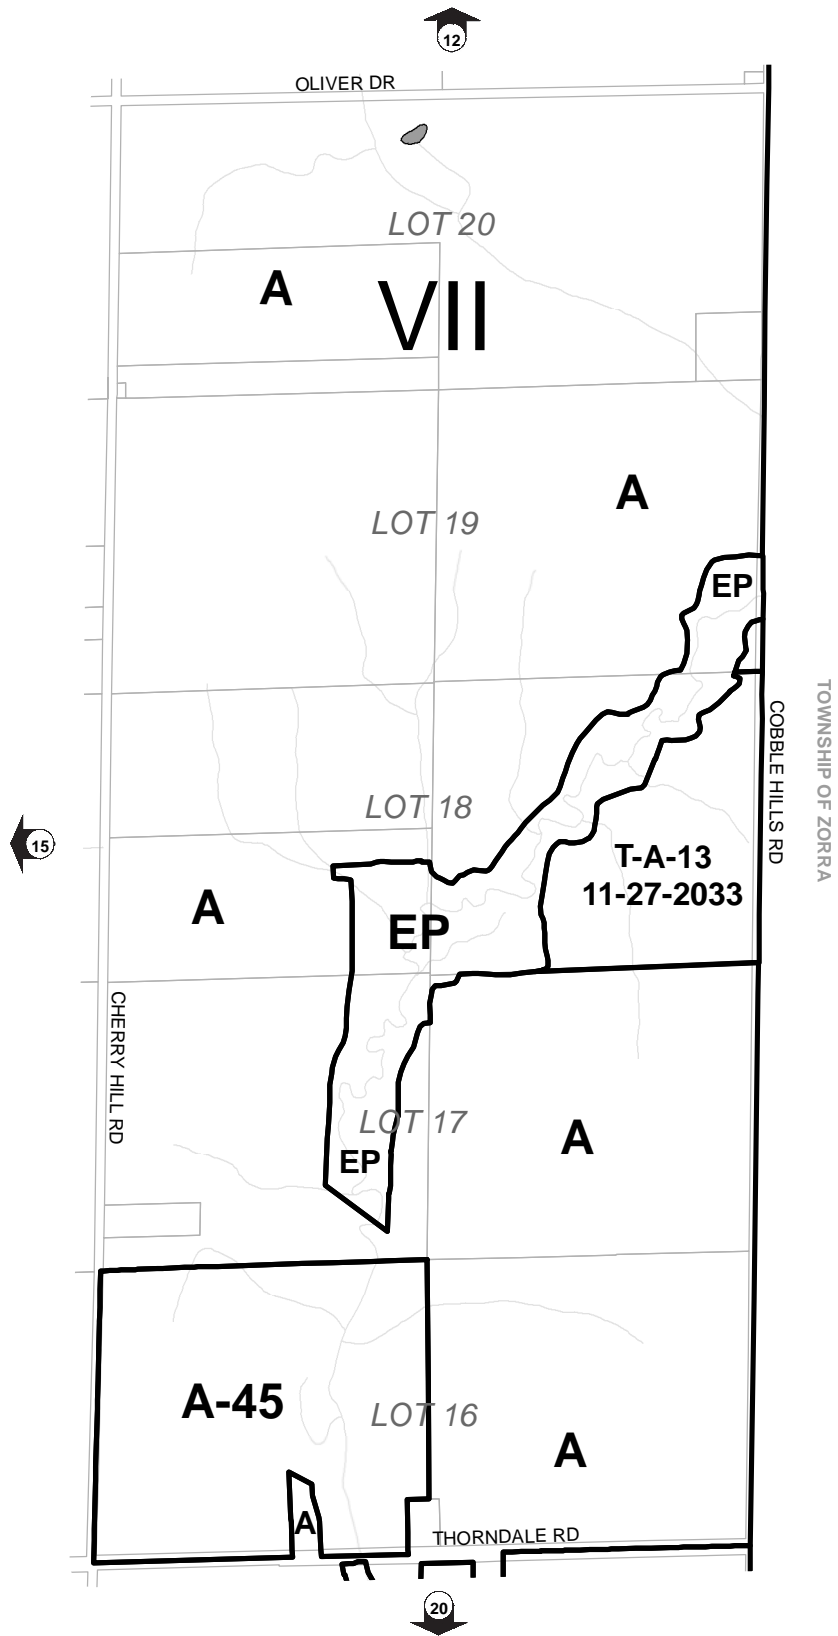 12
OLIVER DR
LOT 20
A
VII
A
LOT 19
EP
TOWNSHIP OF ZORRA
COBBLE HILLS RD
LOT 18
15
T-A-13
11-27-2033
A
EP
CHERRY HILL RD
LOT 17
A
EP
A-45
LOT 16
A
A
THORNDALE RD
20